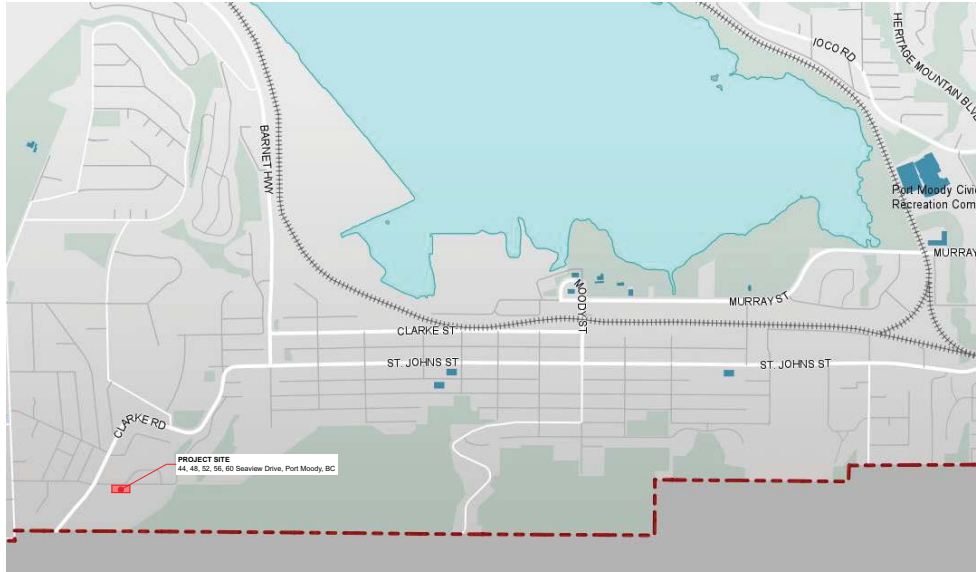 IOCO RD
HERITAGE MOUNTAIN BLV
BARNET HWY
Port Moody Civi
Recreation Com
MURRAY
MOODY ST
MURRAY ST
CLARKE ST
ST. JOHNS ST
ST. JOHNS ST
CLARKE RD
PROJECT SITE
44, 48, 52, 56, 60 Seaview Drive, Port Moody, BC